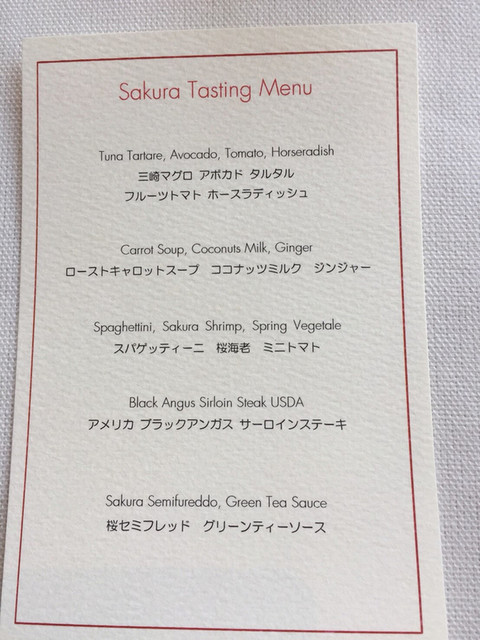 Sakura Tasting Menu
Tuna Tartare, Avocado, Tomato, Horseradish
三崎マグロ アボカド タルタル
フルーツトマト ホースラディッシュ
Carrot Soup, Coconuts Milk, Ginger
ローストキャロットスープ ココナッツミルク ジンジャー
Spaghettini, Sakura Shrimp, Spring Vegetale
スパゲッティーニ 桜海老 ミニトマト
Black Angus Sirloin Steak USDA
アメリカ ブラックアンガス サーロインステーキ
Sakura Semifureddo, Green Tea Sauce
桜セミフレッド グリーンティーソース